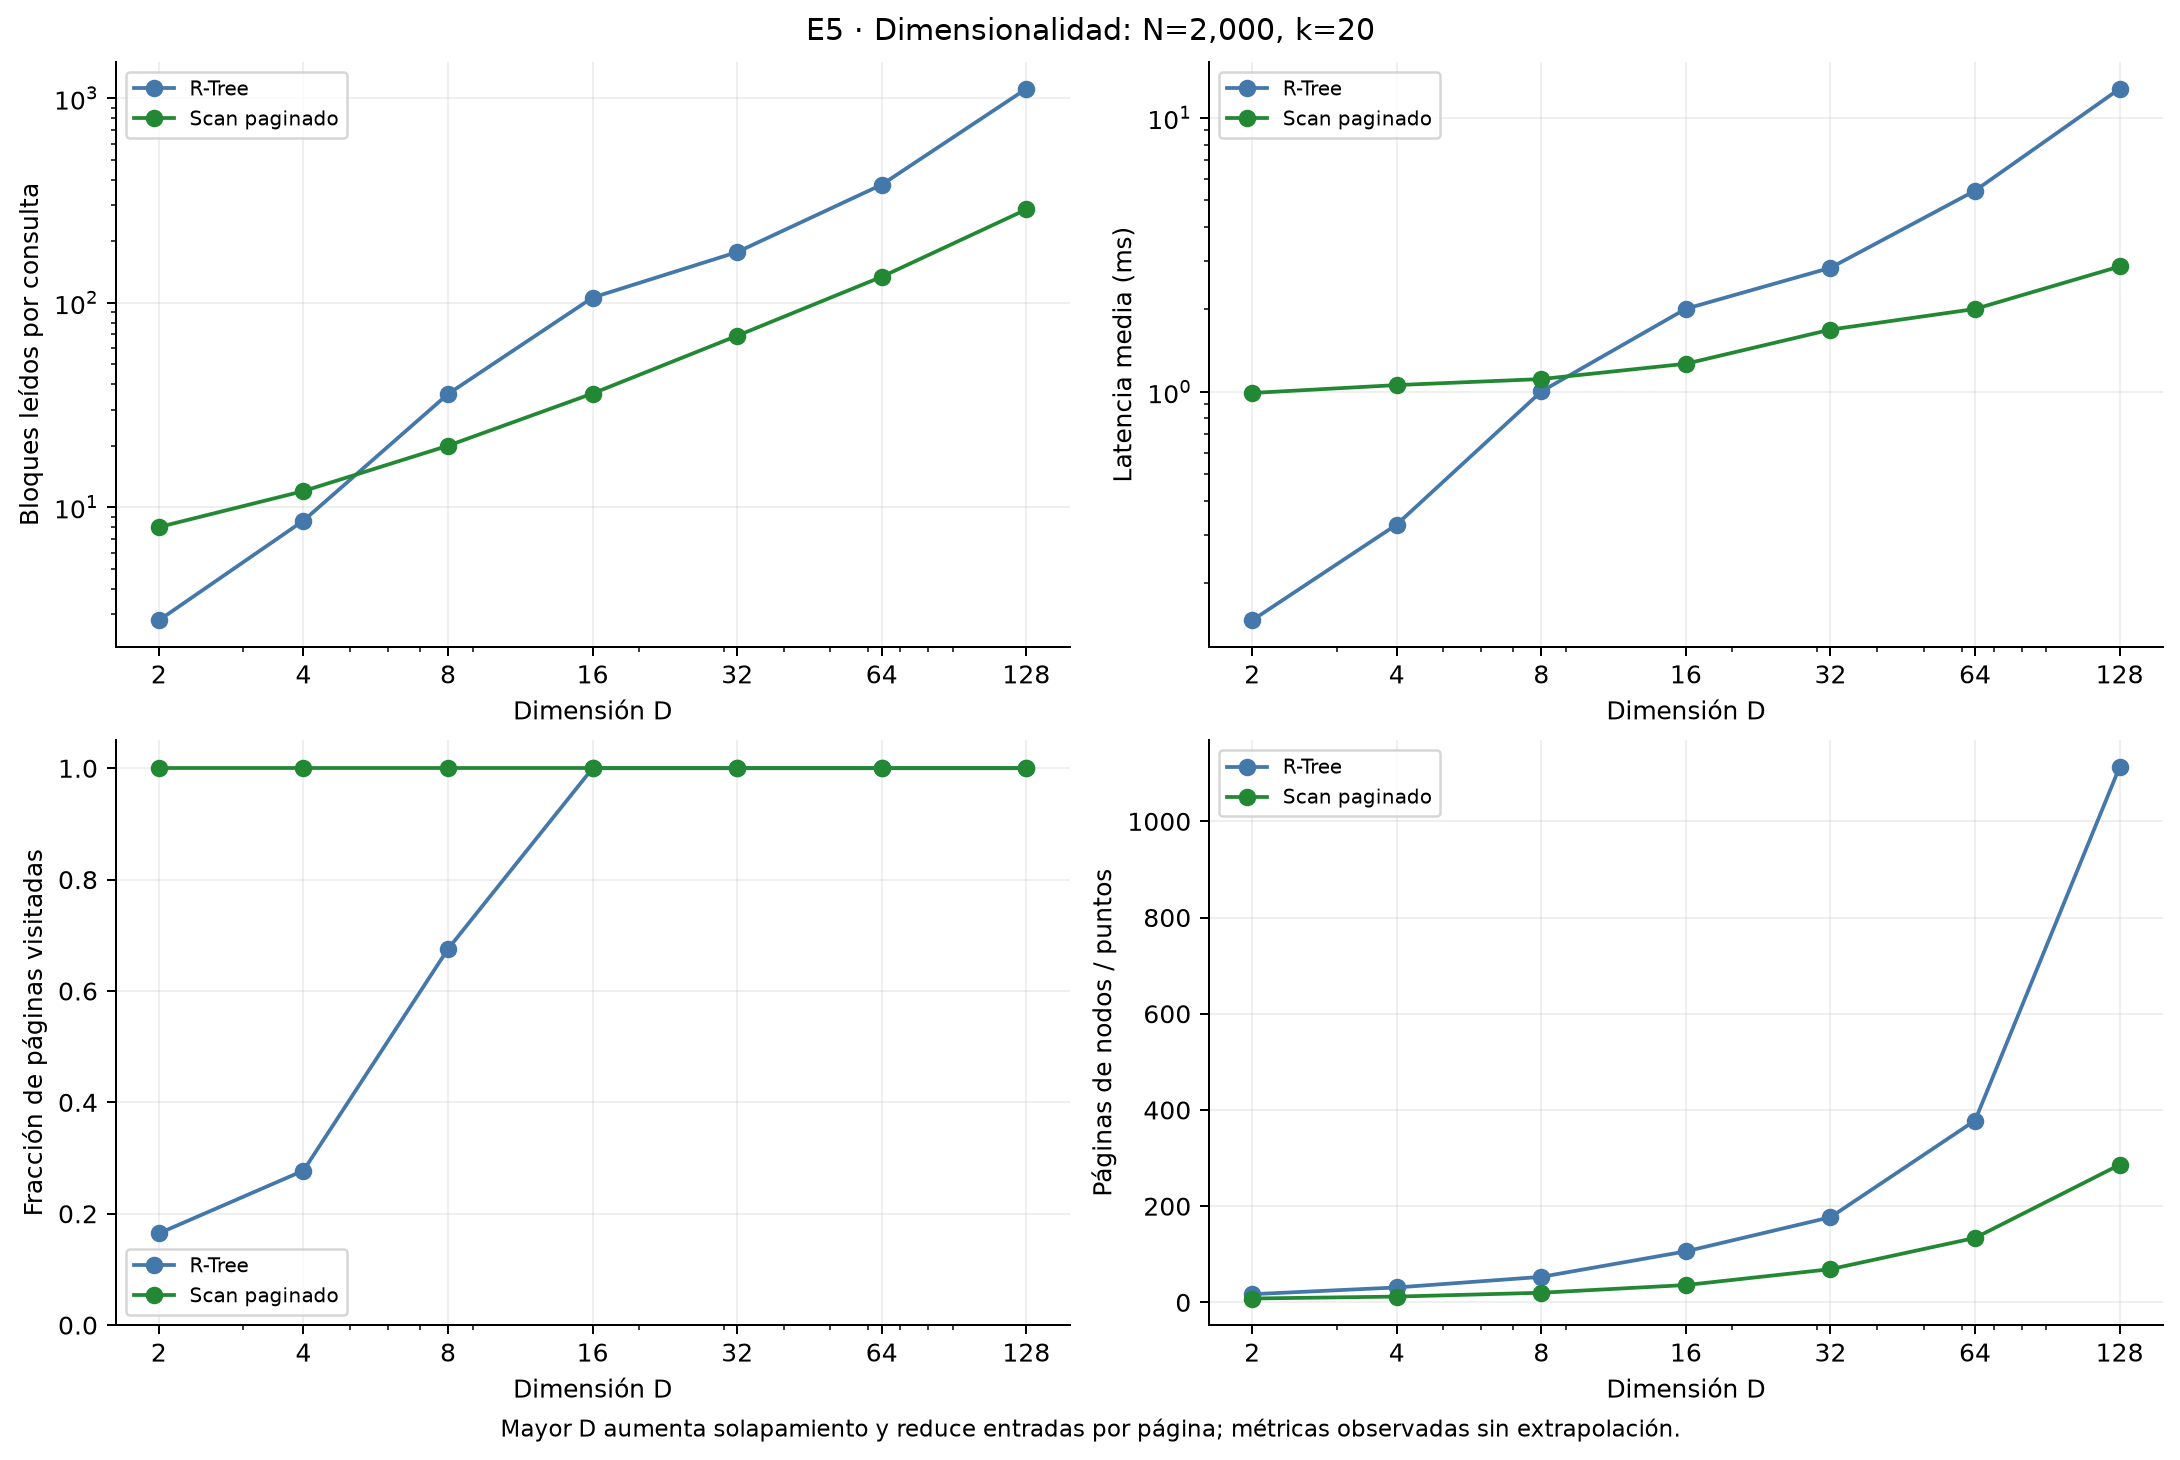 E5 · Dimensionalidad: N=2,000, k=20
R-Tree
Scan paginado
Bloques leídos por consulta
10³
10²
10¹
2 4 8 16 32 64 128
Dimensión D
R-Tree
Scan paginado
Latencia media (ms)
10¹
10⁰
2 4 8 16 32 64 128
Dimensión D
Fracción de páginas visitadas
1.0
0.8
0.6
0.4
0.2
0.0
R-Tree
Scan paginado
2 4 8 16 32 64 128
Dimensión D
R-Tree
Scan paginado
Páginas de nodos / puntos
1000
800
600
400
200
0
2 4 8 16 32 64 128
Dimensión D
Mayor D aumenta solapamiento y reduce entradas por página; métricas observadas sin extrapolación.